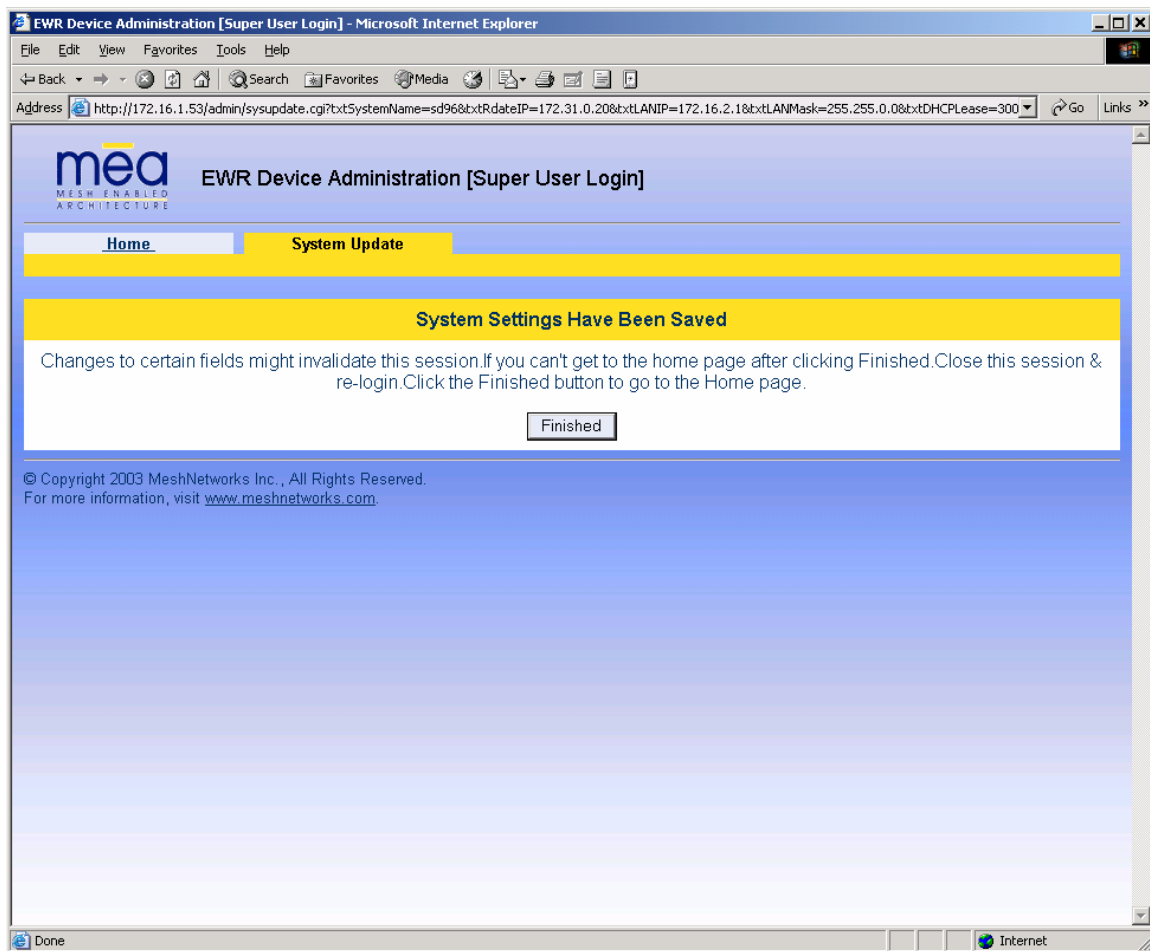 EWR Device Administration [Super User Login] - Microsoft Internet Explorer
File Edit View Favorites Tools Help
Back Search Favorites Media
Address http://172.16.1.53/admin/sysupdate.cgi?txtSystemName=sd96&txtRdateIP=172.31.0.20&txtLANIP=172.16.2.1&txtLANMask=255.255.0.0&txtDHCPLease=300 Go Links »
mēa
MESH ENABLED
ARCHITECTURE
EWR Device Administration [Super User Login]
Home System Update
System Settings Have Been Saved
Changes to certain fields might invalidate this session.If you can't get to the home page after clicking Finished.Close this session &
re-login.Click the Finished button to go to the Home page.
Finished
© Copyright 2003 MeshNetworks Inc., All Rights Reserved.
For more information, visit www.meshnetworks.com.
Done Internet